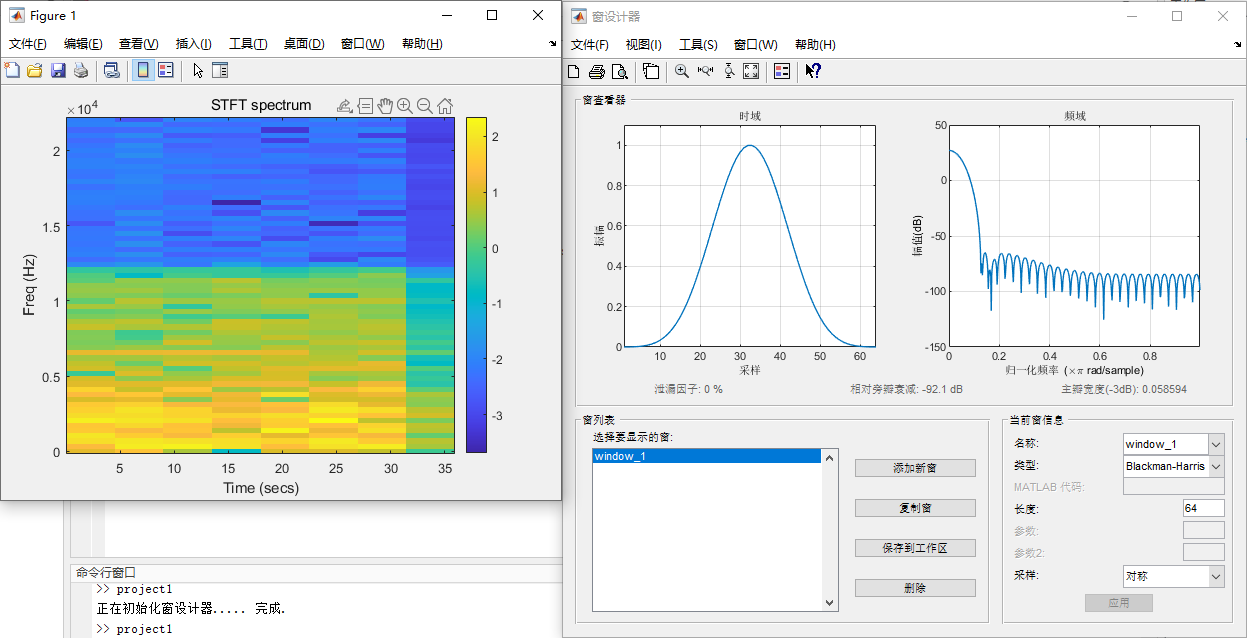 Figure 1
文件(F) 编辑(E) 查看(V) 插入(I) 工具(T) 桌面(D) 窗口(W) 帮助(H)
STFT spectrum
×10^4
2
1.5
1
0.5
0
Freq (Hz)
5 10 15 20 25 30 35
Time (secs)
2
1
0
-1
-2
-3
命令行窗口
>> project1
正在初始化窗设计器..... 完成.
>> project1
窗设计器
文件(F) 视图(I) 工具(S) 窗口(W) 帮助(H)
窗查看器
时域
1
0.8
0.6
0.4
0.2
0
振幅
10 20 30 40 50 60
采样
频域
50
0
-50
-100
-150
幅值(dB)
0 0.2 0.4 0.6 0.8
归一化频率 (×π rad/sample)
泄漏因子: 0 % 相对旁瓣衰减: -92.1 dB 主瓣宽度(-3dB): 0.058594
窗列表
选择要显示的窗:
window_1
添加新窗
复制窗
保存到工作区
删除
当前窗信息
名称: window_1
类型: Blackman-Harris
MATLAB 代码:
长度: 64
参数:
参数2:
采样: 对称
应用